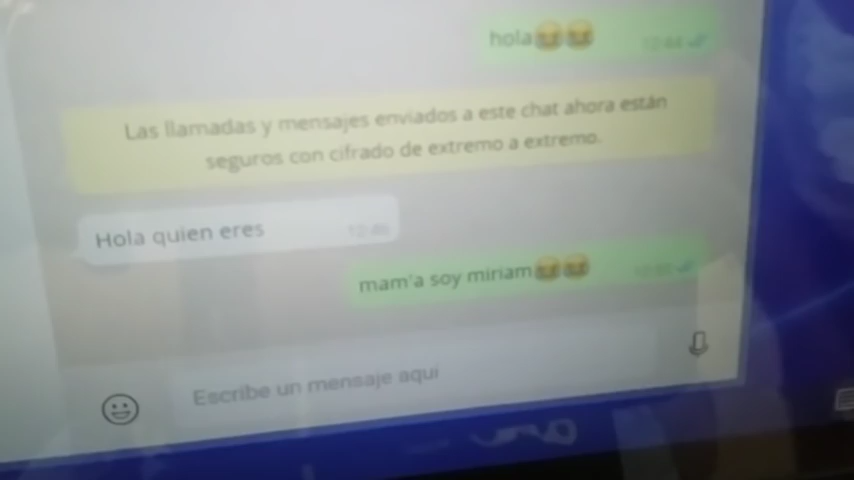 hola
Las llamadas y mensajes enviados a este chat ahora están
seguros con cifrado de extremo a extremo.
Hola quien eres
mam'a soy miriam
Escribe un mensaje aquí